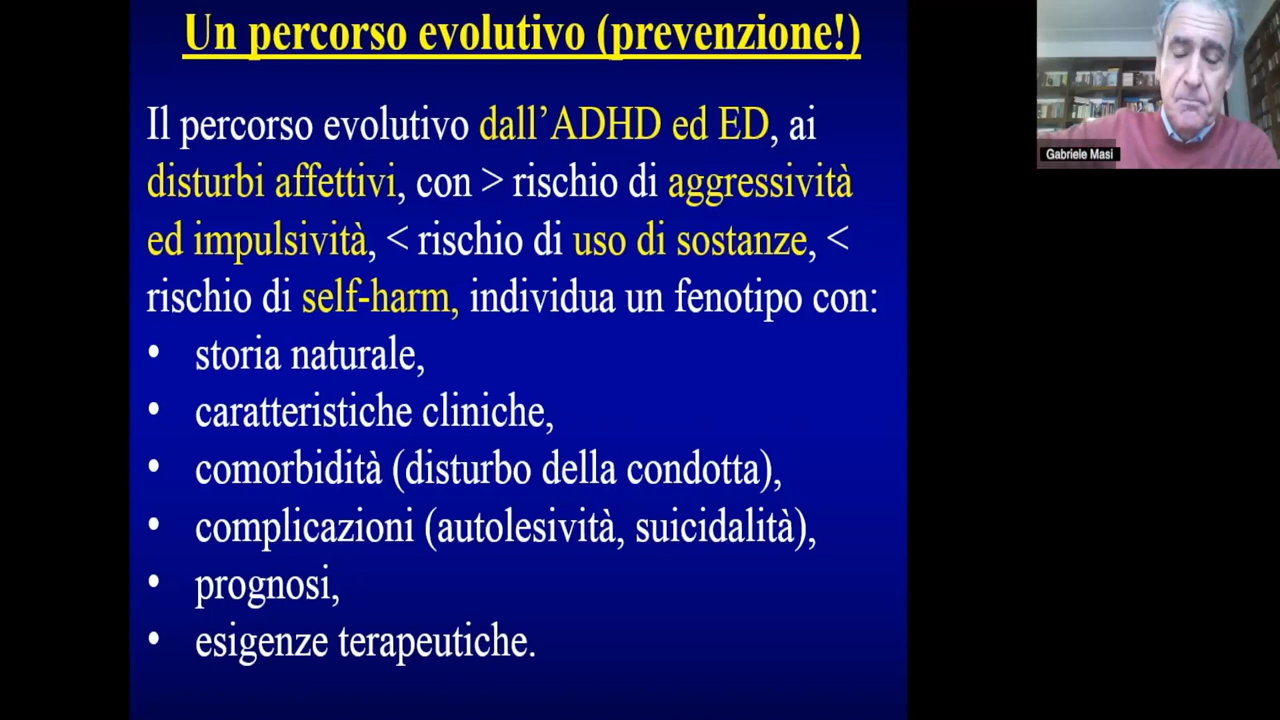 Un percorso evolutivo (prevenzione!)
Il percorso evolutivo dall'ADHD ed ED, ai
disturbi affettivi, con > rischio di aggressività
ed impulsività, < rischio di uso di sostanze, <
rischio di self-harm, individua un fenotipo con:
• storia naturale,
• caratteristiche cliniche,
• comorbidità (disturbo della condotta),
• complicazioni (autolesività, suicidalità),
• prognosi,
• esigenze terapeutiche.
Gabriele Masi